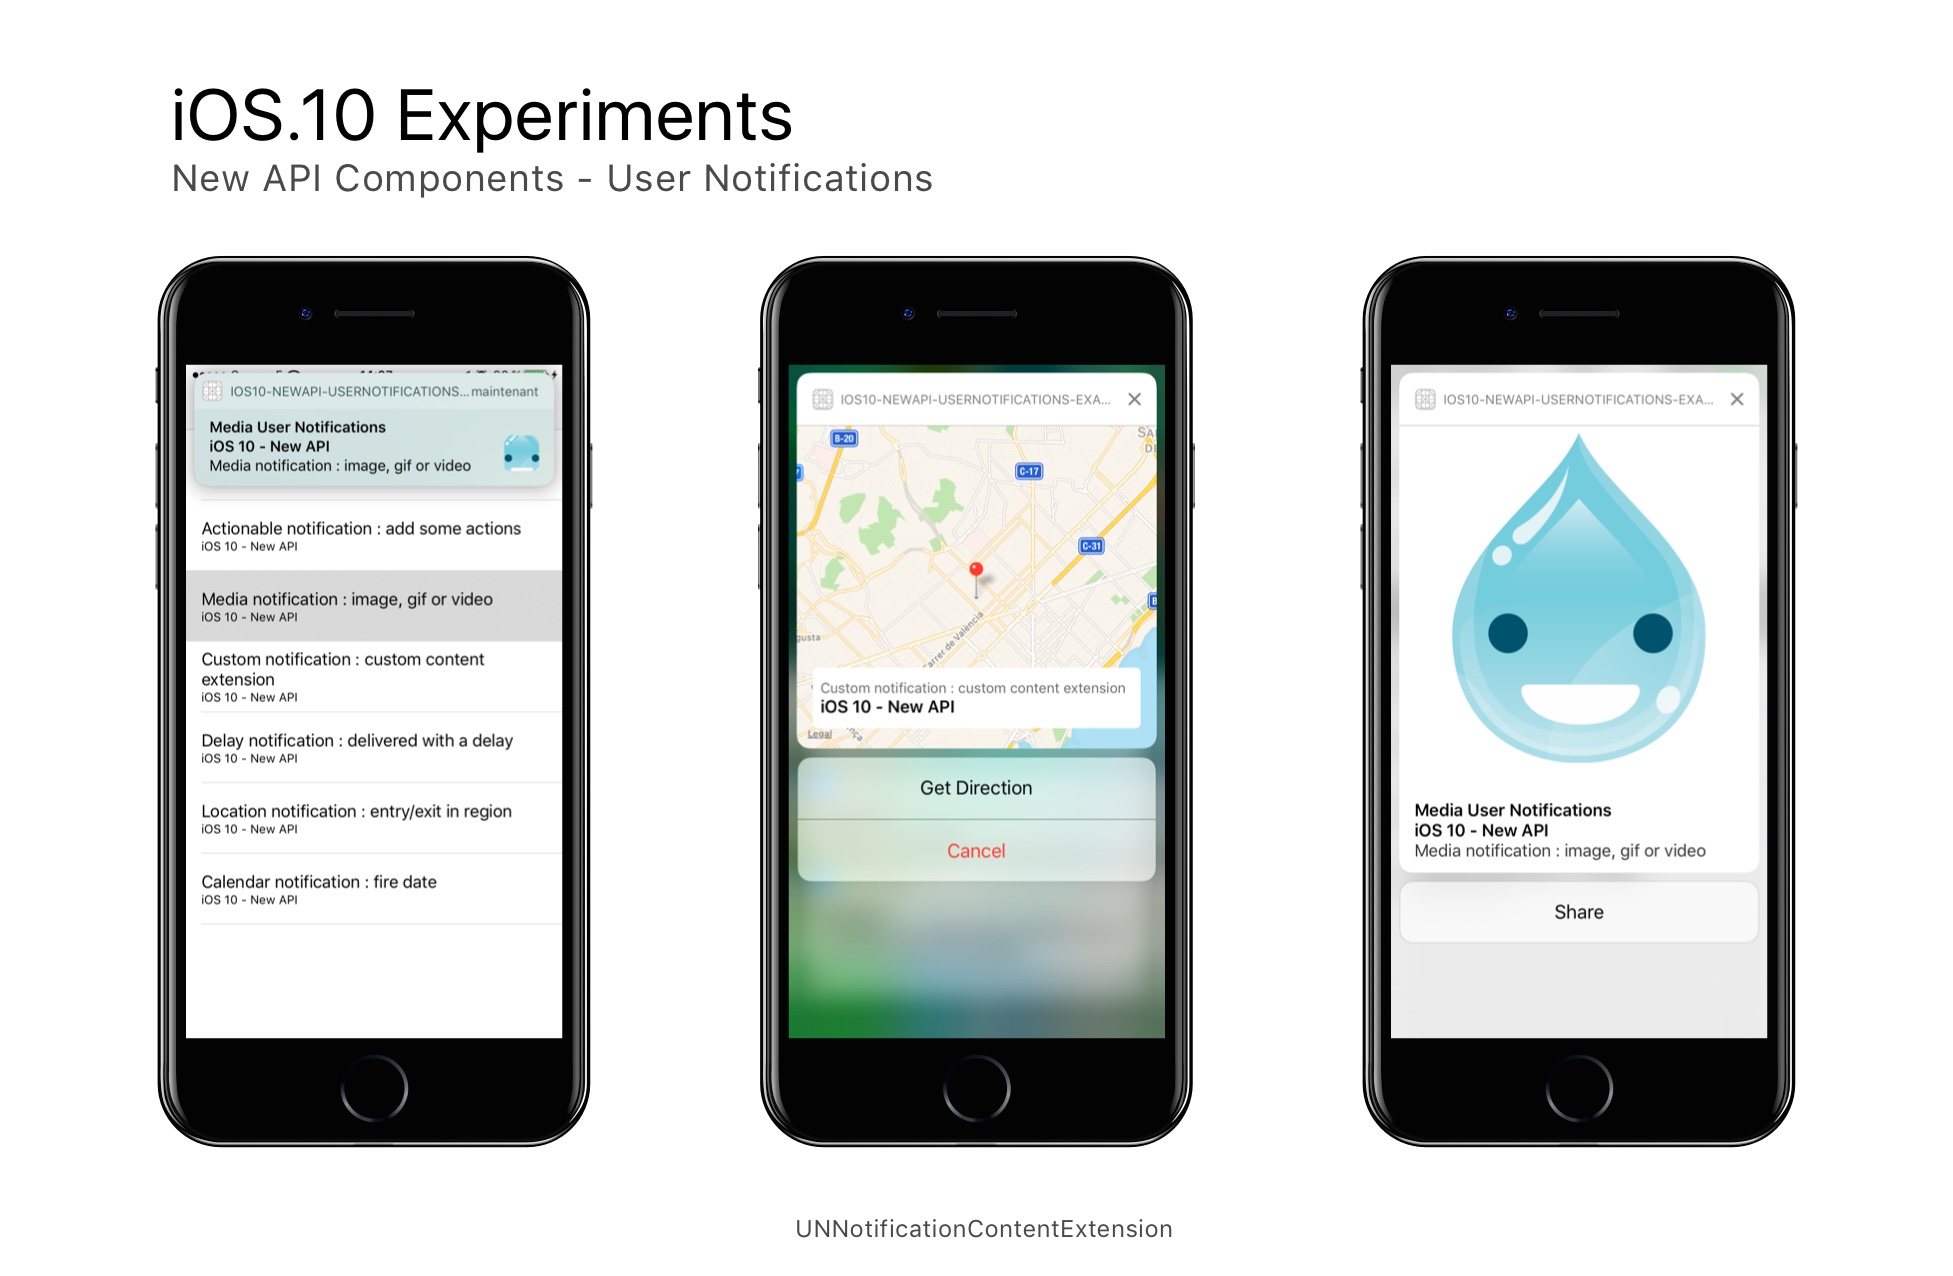 iOS.10 Experiments
New API Components - User Notifications
IOS10-NEWAPI-USERNOTIFICATIONS... maintenant
Media User Notifications
iOS 10 - New API
Media notification : image, gif or video
Actionable notification : add some actions
iOS 10 - New API
Media notification : image, gif or video
iOS 10 - New API
Custom notification : custom content
extension
iOS 10 - New API
Delay notification : delivered with a delay
iOS 10 - New API
Location notification : entry/exit in region
iOS 10 - New API
Calendar notification : fire date
iOS 10 - New API
IOS10-NEWAPI-USERNOTIFICATIONS-EXA...
B-20
C-17
C-31
Carrer de València
Custom notification : custom content extension
iOS 10 - New API
Legal
Get Direction
Cancel
IOS10-NEWAPI-USERNOTIFICATIONS-EXA...
Media User Notifications
iOS 10 - New API
Media notification : image, gif or video
Share
UNNotificationContentExtension